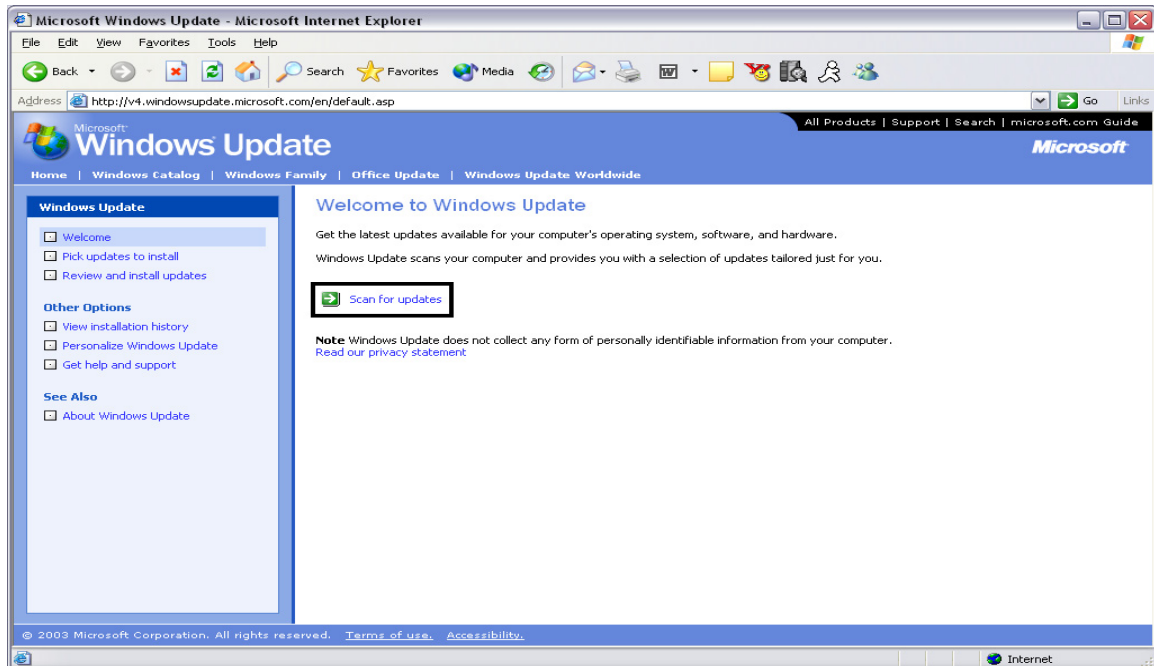 Microsoft Windows Update - Microsoft Internet Explorer
File Edit View Favorites Tools Help
Back Search Favorites Media
Address http://v4.windowsupdate.microsoft.com/en/default.asp Go Links
All Products | Support | Search | microsoft.com Guide
Microsoft
Windows Update
Microsoft
Home | Windows Catalog | Windows Family | Office Update | Windows Update Worldwide
Windows Update
Welcome
Pick updates to install
Review and install updates
Other Options
View installation history
Personalize Windows Update
Get help and support
See Also
About Windows Update
Welcome to Windows Update
Get the latest updates available for your computer's operating system, software, and hardware.
Windows Update scans your computer and provides you with a selection of updates tailored just for you.
Scan for updates
Note Windows Update does not collect any form of personally identifiable information from your computer.
Read our privacy statement
© 2003 Microsoft Corporation. All rights reserved. Terms of use. Accessibility.
Internet